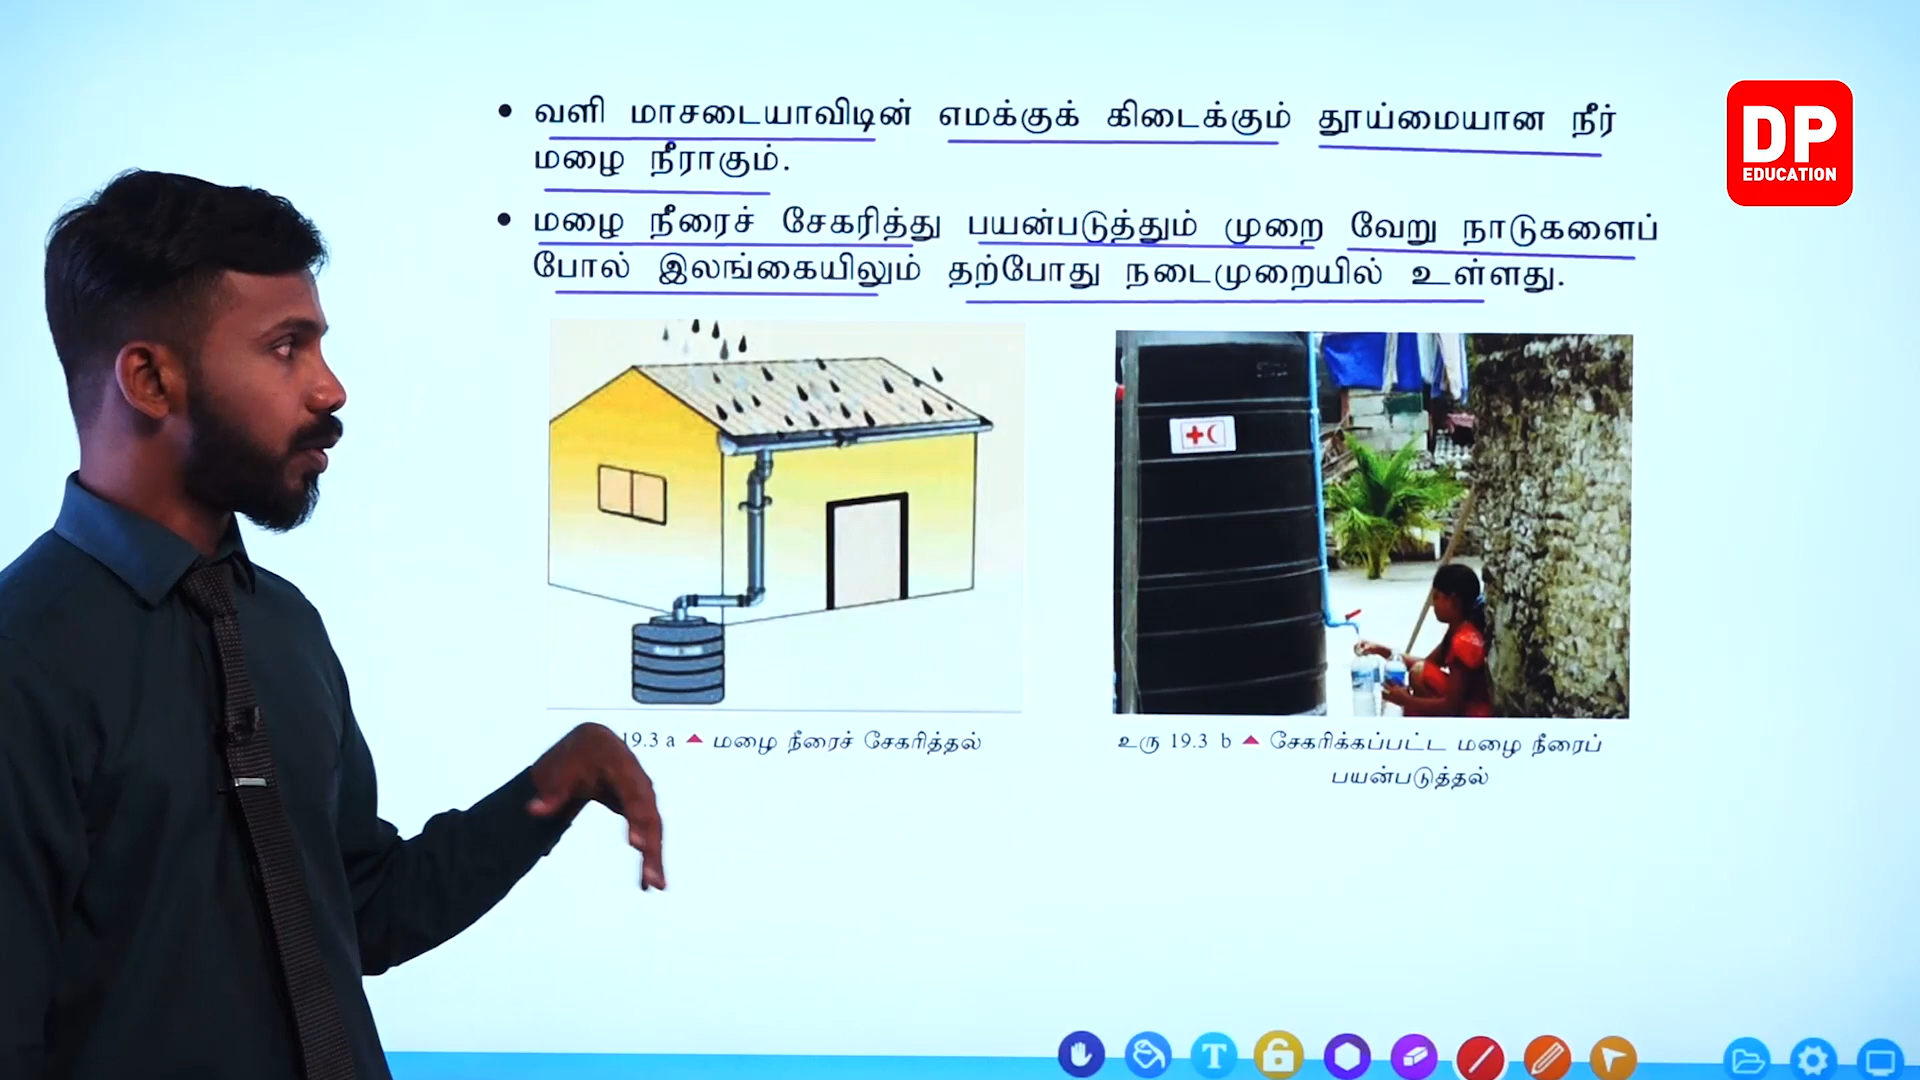 வளி மாசடையாவிடின் எமக்குக் கிடைக்கும் தூய்மையான நீர்
மழை நீராகும்.
மழை நீரைச் சேகரித்து பயன்படுத்தும் முறை வேறு நாடுகளைப்
போல் இலங்கையிலும் தற்போது நடைமுறையில் உள்ளது.
19.3 a ▲ மழை நீரைச் சேகரித்தல்
உரு 19.3 b ▲ சேகரிக்கப்பட்ட மழை நீரைப்
பயன்படுத்தல்
DP
EDUCATION
T